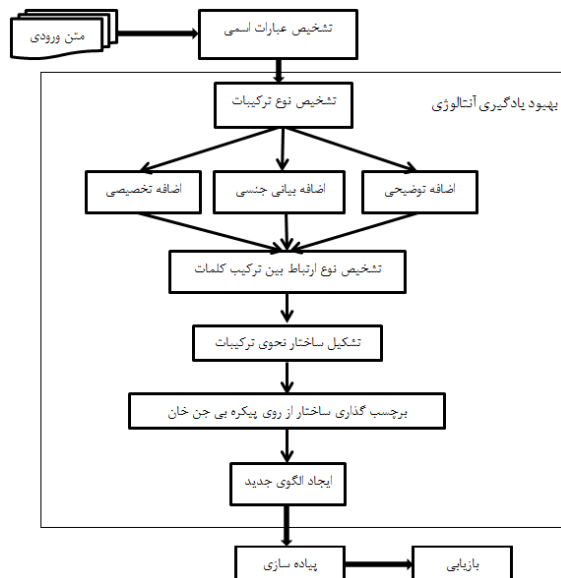 متن ورودی
تشخیص عبارات اسمی
بهبود یادگیری آنتالوژی
تشخیص نوع ترکیبات
اضافه توضیحی
اضافه بیانی جنسی
اضافه تخصیصی
تشخیص نوع ارتباط بین ترکیب کلمات
تشکیل ساختار نحوی ترکیبات
برچسب گذاری ساختار از روی پیکره بی جن خان
ایجاد الگوی جدید
پیاده سازی
بازیابی